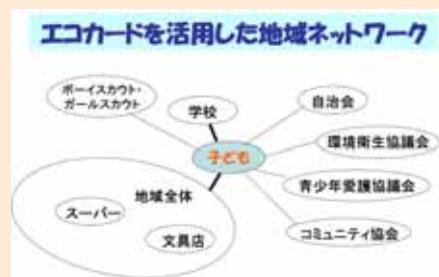 エコカードを活用した地域ネットワーク
ボーイスカウト・
ガールスカウト
学校
自治会
環境衛生協議会
子ども
青少年愛護協議会
地域全体
スーパー
文具店
コミュニティ協会